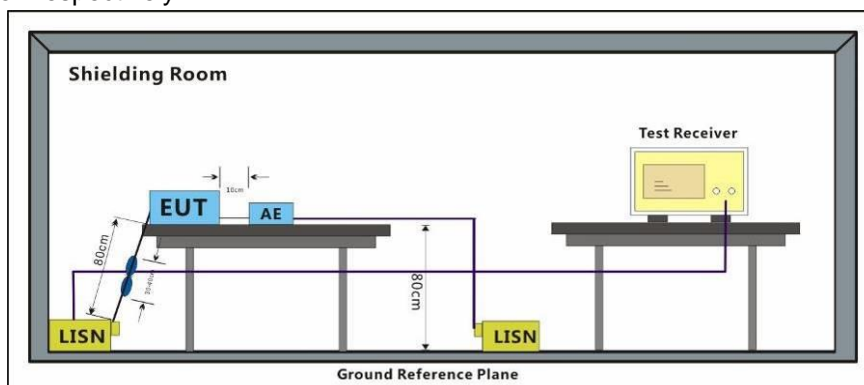 Shielding Room
Test Receiver
10cm
EUT
AE
80cm
80cm
LISN
LISN
Ground Reference Plane